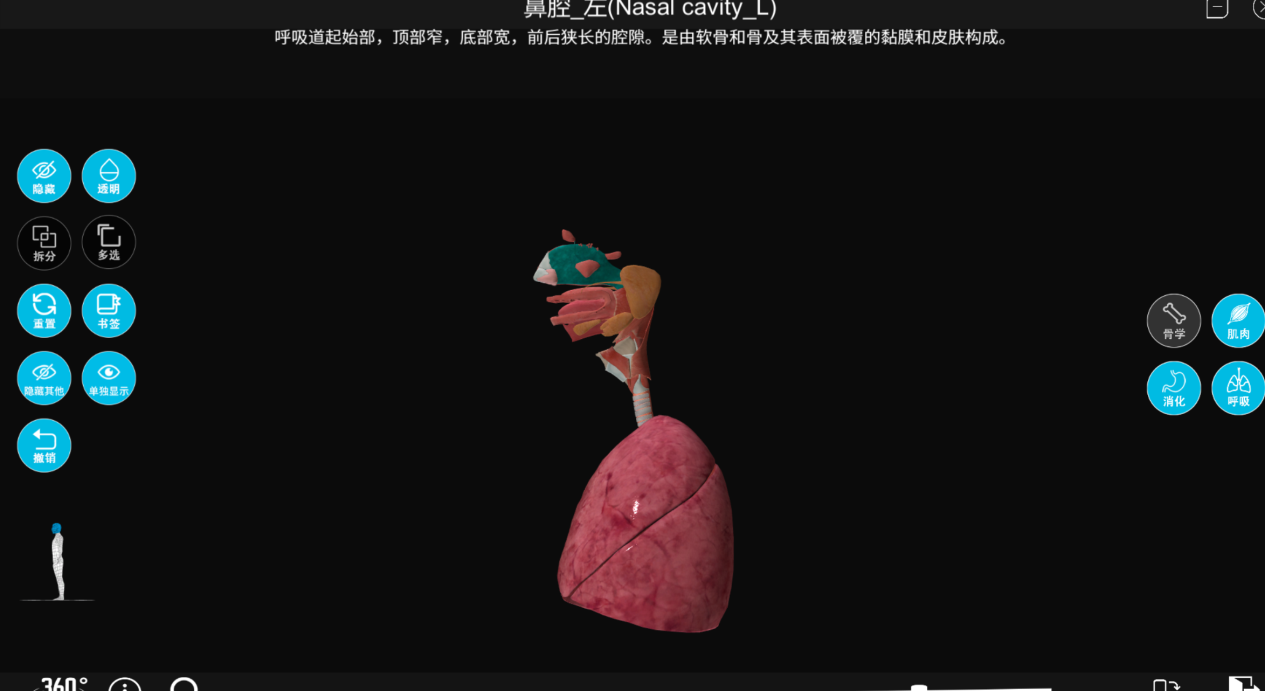 鼻腔_左(Nasal cavity_L)
呼吸道起始部，顶部窄，底部宽，前后狭长的腔隙。是由软骨和骨及其表面被覆的黏膜和皮肤构成。
隐藏
透明
拆分
多选
重置
书签
隐藏其他
单独显示
撤销
骨学
肌肉
消化
呼吸
360°